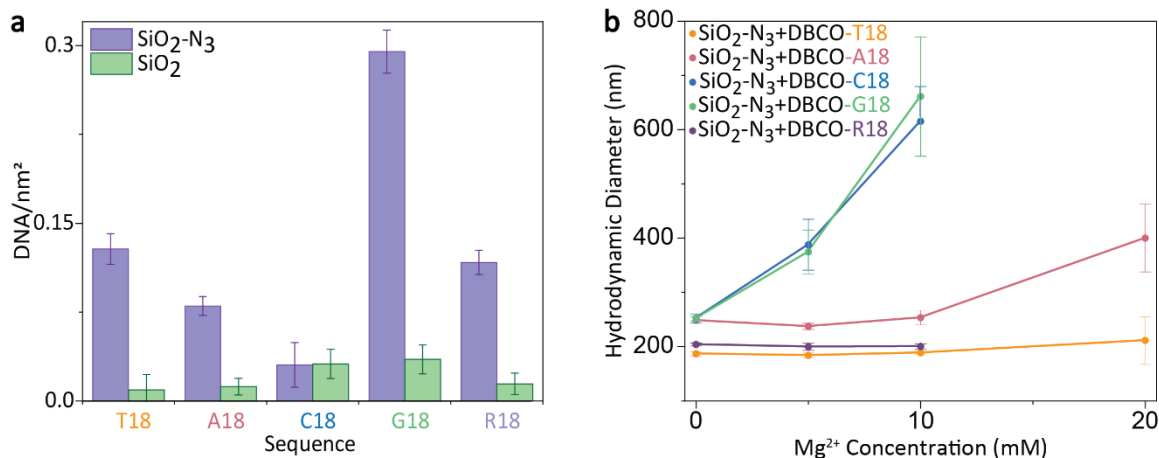 a
0.3
0.15
0.0
DNA/nm²
SiO₂-N₃
SiO₂
T18 A18 C18 G18 R18
Sequence
b
800
600
400
200
Hydrodynamic Diameter (nm)
SiO₂-N₃+DBCO-T18
SiO₂-N₃+DBCO-A18
SiO₂-N₃+DBCO-C18
SiO₂-N₃+DBCO-G18
SiO₂-N₃+DBCO-R18
0 10 20
Mg²⁺ Concentration (mM)